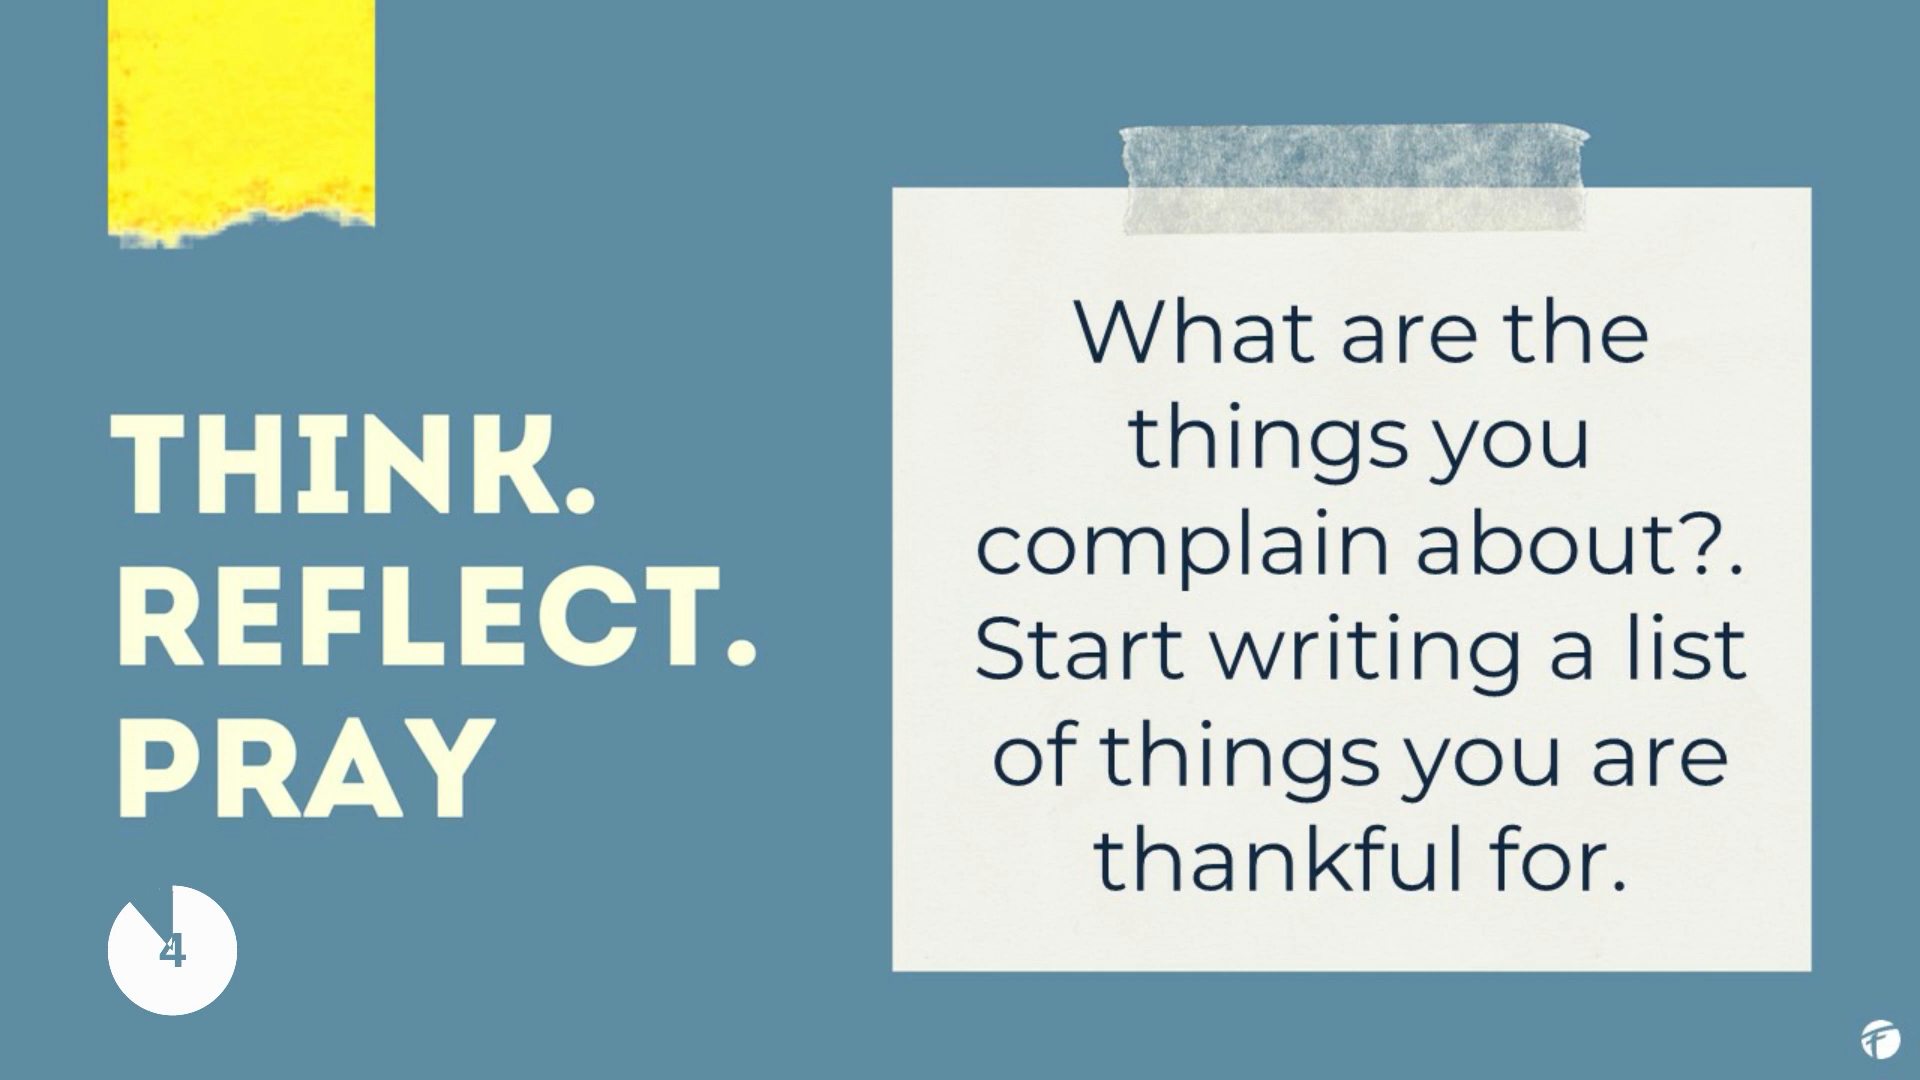 THINK.
REFLECT.
PRAY
4
What are the
things you
complain about?.
Start writing a list
of things you are
thankful for.